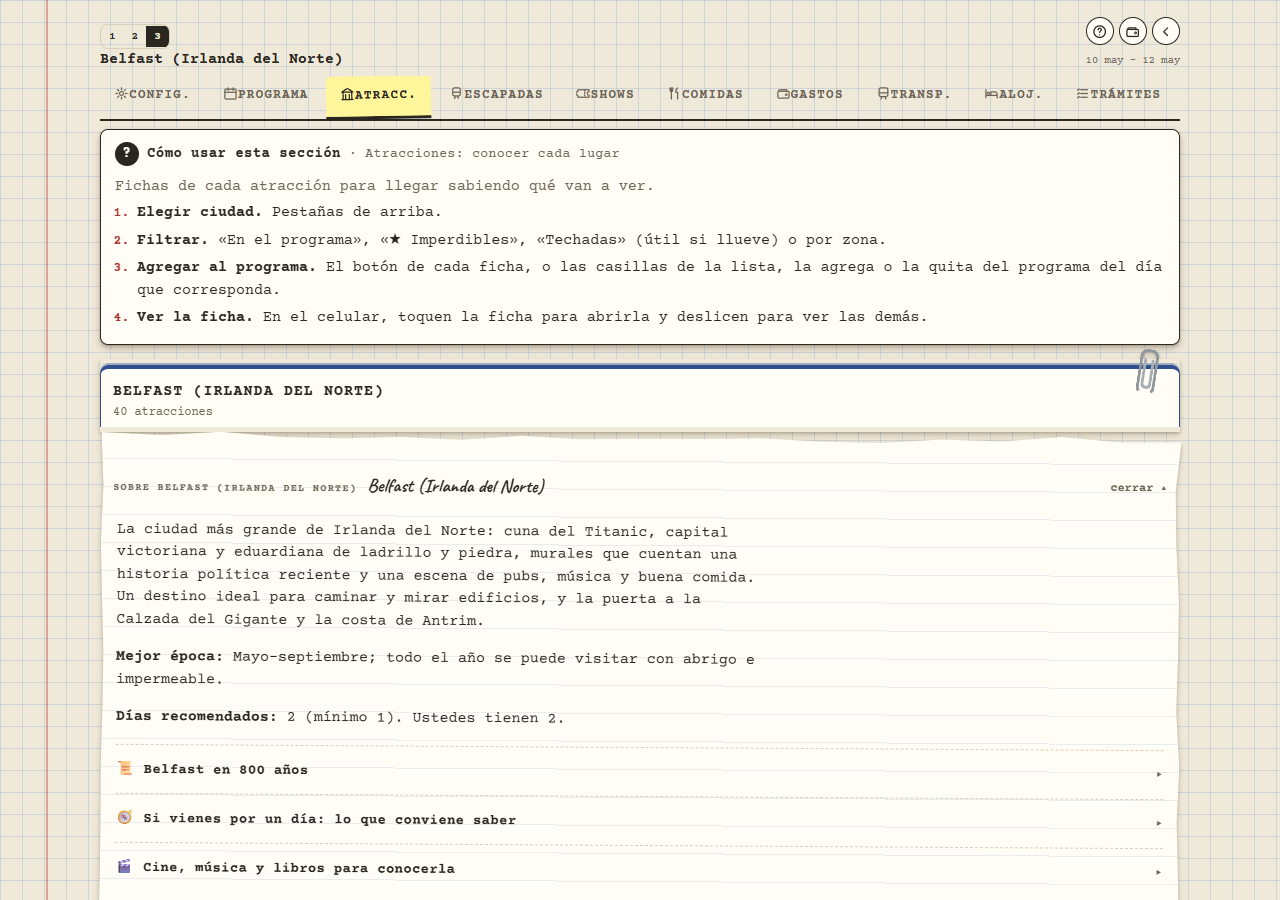 1 2 3
Belfast (Irlanda del Norte)
10 may – 12 may
CONFIG. PROGRAMA ATRACC. ESCAPADAS SHOWS COMIDAS GASTOS TRANSP. ALOJ. TRÁMITES
? Cómo usar esta sección · Atracciones: conocer cada lugar
Fichas de cada atracción para llegar sabiendo qué van a ver.
1. Elegir ciudad. Pestañas de arriba.
2. Filtrar. «En el programa», «★ Imperdibles», «Techadas» (útil si llueve) o por zona.
3. Agregar al programa. El botón de cada ficha, o las casillas de la lista, la agrega o la quita del programa del día
que corresponda.
4. Ver la ficha. En el celular, toquen la ficha para abrirla y deslicen para ver las demás.
BELFAST (IRLANDA DEL NORTE)
40 atracciones
SOBRE BELFAST (IRLANDA DEL NORTE) Belfast (Irlanda del Norte) cerrar ▴
La ciudad más grande de Irlanda del Norte: cuna del Titanic, capital
victoriana y eduardiana de ladrillo y piedra, murales que cuentan una
historia política reciente y una escena de pubs, música y buena comida.
Un destino ideal para caminar y mirar edificios, y la puerta a la
Calzada del Gigante y la costa de Antrim.
Mejor época: Mayo-septiembre; todo el año se puede visitar con abrigo e
impermeable.
Días recomendados: 2 (mínimo 1). Ustedes tienen 2.
Belfast en 800 años ▸
Si vienes por un día: lo que conviene saber ▸
Cine, música y libros para conocerla ▸